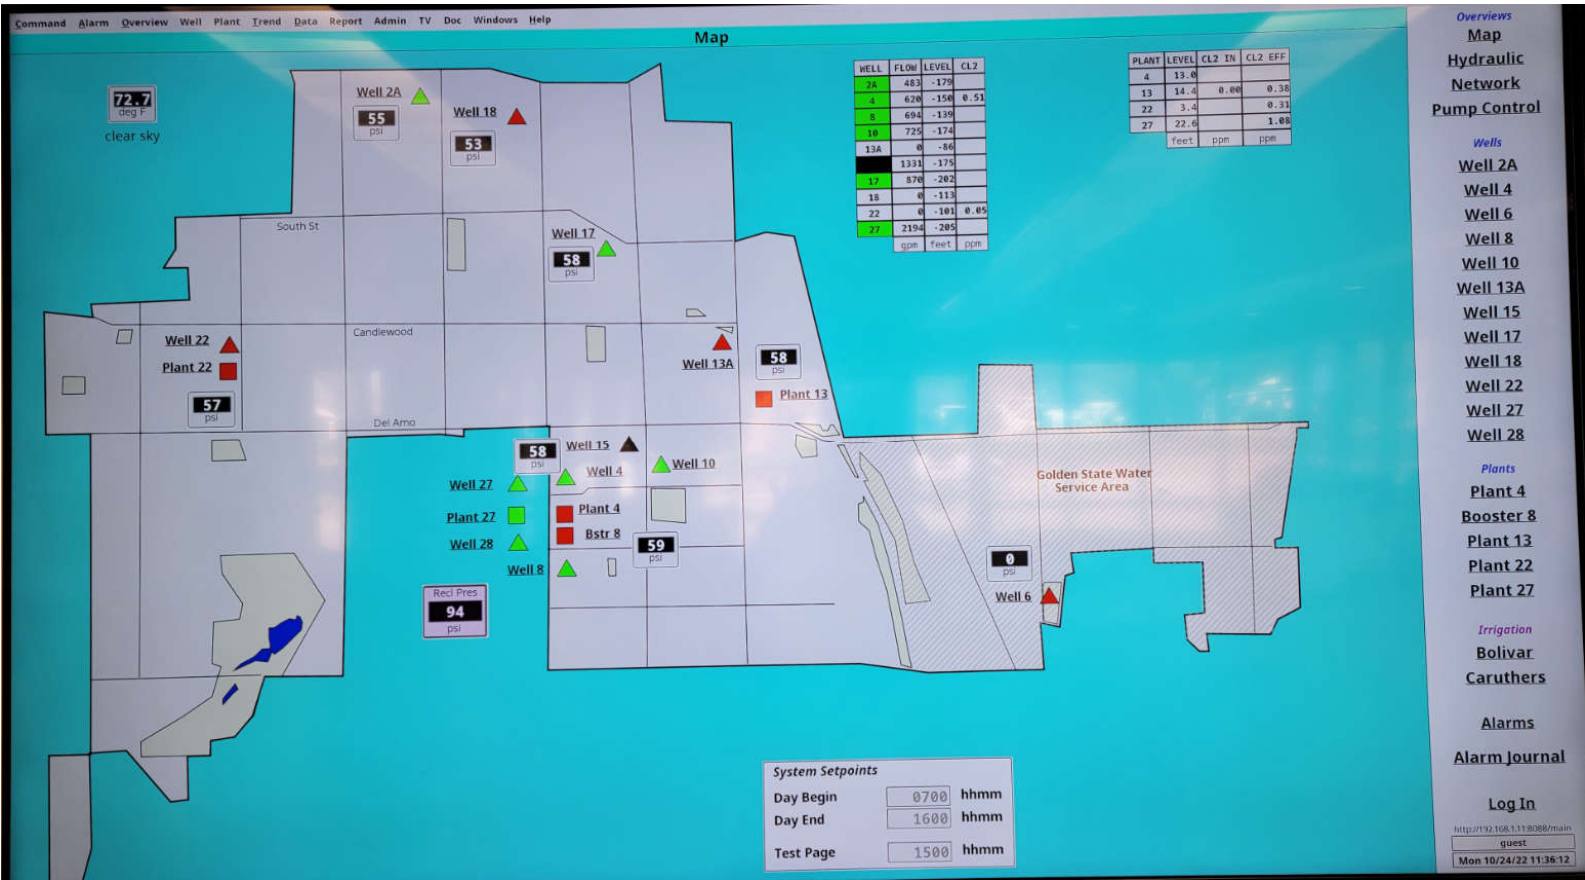 Command Alarm Overview Well Plant Trend Data Report Admin TV Doc Windows Help
Map
72.7
deg F
clear sky
Well 2A
55
psi
Well 18
53
psi
South St
Well 17
58
psi
Well 22
Plant 22
57
psi
Candlewood
Well 13A
58
psi
Plant 13
Del Amo
58
psi
Well 15
Well 4
Well 10
Well 27
Plant 27
Well 28
Plant 4
Bstr 8
59
psi
Well 8
Recl Pres
94
psi
Golden State Water
Service Area
0
psi
Well 6
WELL FLOW LEVEL CL2
2A 483 -179
4 620 -150 0.51
8 694 -139
10 725 -174
13A 0 -86
1331 -175
17 870 -202
18 0 -113
22 0 -101 0.05
27 2194 -205
gpm feet ppm
PLANT LEVEL CL2 IN CL2 EFF
4 13.0
13 14.4 0.00 0.38
22 3.4 0.31
27 22.6 1.08
feet ppm ppm
System Setpoints
Day Begin 0700 hhmm
Day End 1600 hhmm
Test Page 1500 hhmm
Overviews
Map
Hydraulic
Network
Pump Control
Wells
Well 2A
Well 4
Well 6
Well 8
Well 10
Well 13A
Well 15
Well 17
Well 18
Well 22
Well 27
Well 28
Plants
Plant 4
Booster 8
Plant 13
Plant 22
Plant 27
Irrigation
Bolivar
Caruthers
Alarms
Alarm Journal
Log In
http://192.168.1.11:8088/main
guest
Mon 10/24/22 11:36:12